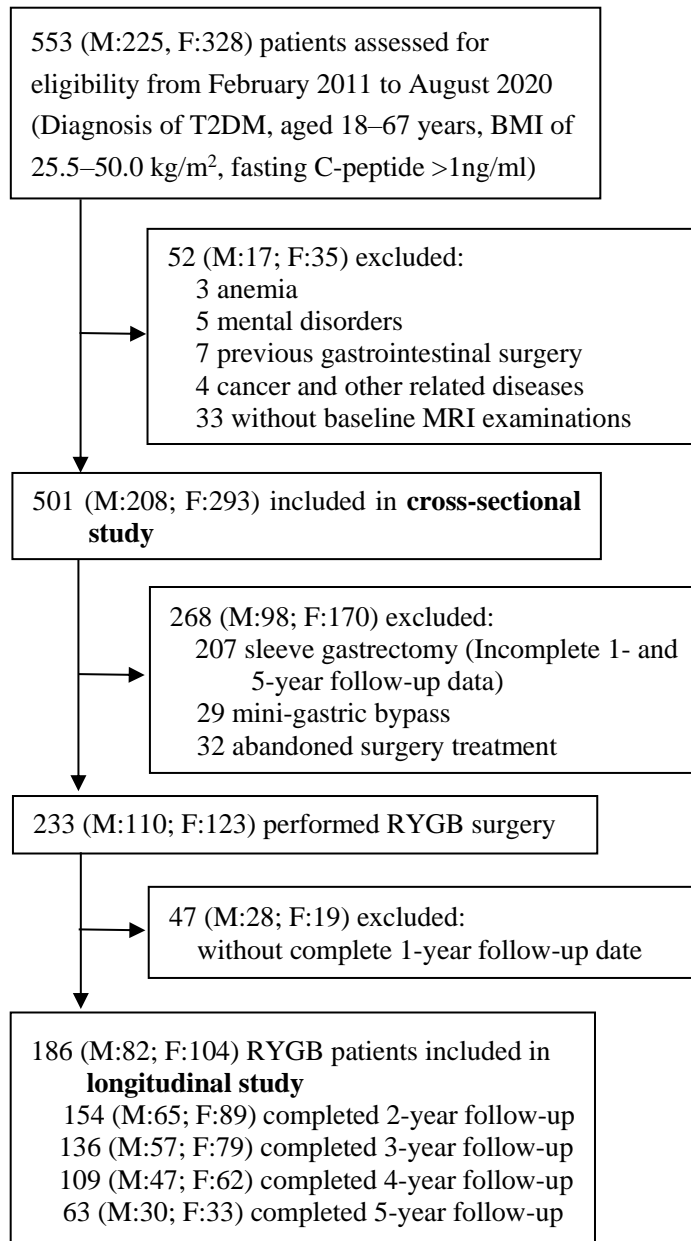 553 (M:225, F:328) patients assessed for
eligibility from February 2011 to August 2020
(Diagnosis of T2DM, aged 18–67 years, BMI of
25.5–50.0 kg/m², fasting C-peptide >1ng/ml)
52 (M:17; F:35) excluded:
3 anemia
5 mental disorders
7 previous gastrointestinal surgery
4 cancer and other related diseases
33 without baseline MRI examinations
501 (M:208; F:293) included in cross-sectional
study
268 (M:98; F:170) excluded:
207 sleeve gastrectomy (Incomplete 1- and
5-year follow-up data)
29 mini-gastric bypass
32 abandoned surgery treatment
233 (M:110; F:123) performed RYGB surgery
47 (M:28; F:19) excluded:
without complete 1-year follow-up date
186 (M:82; F:104) RYGB patients included in
longitudinal study
154 (M:65; F:89) completed 2-year follow-up
136 (M:57; F:79) completed 3-year follow-up
109 (M:47; F:62) completed 4-year follow-up
63 (M:30; F:33) completed 5-year follow-up